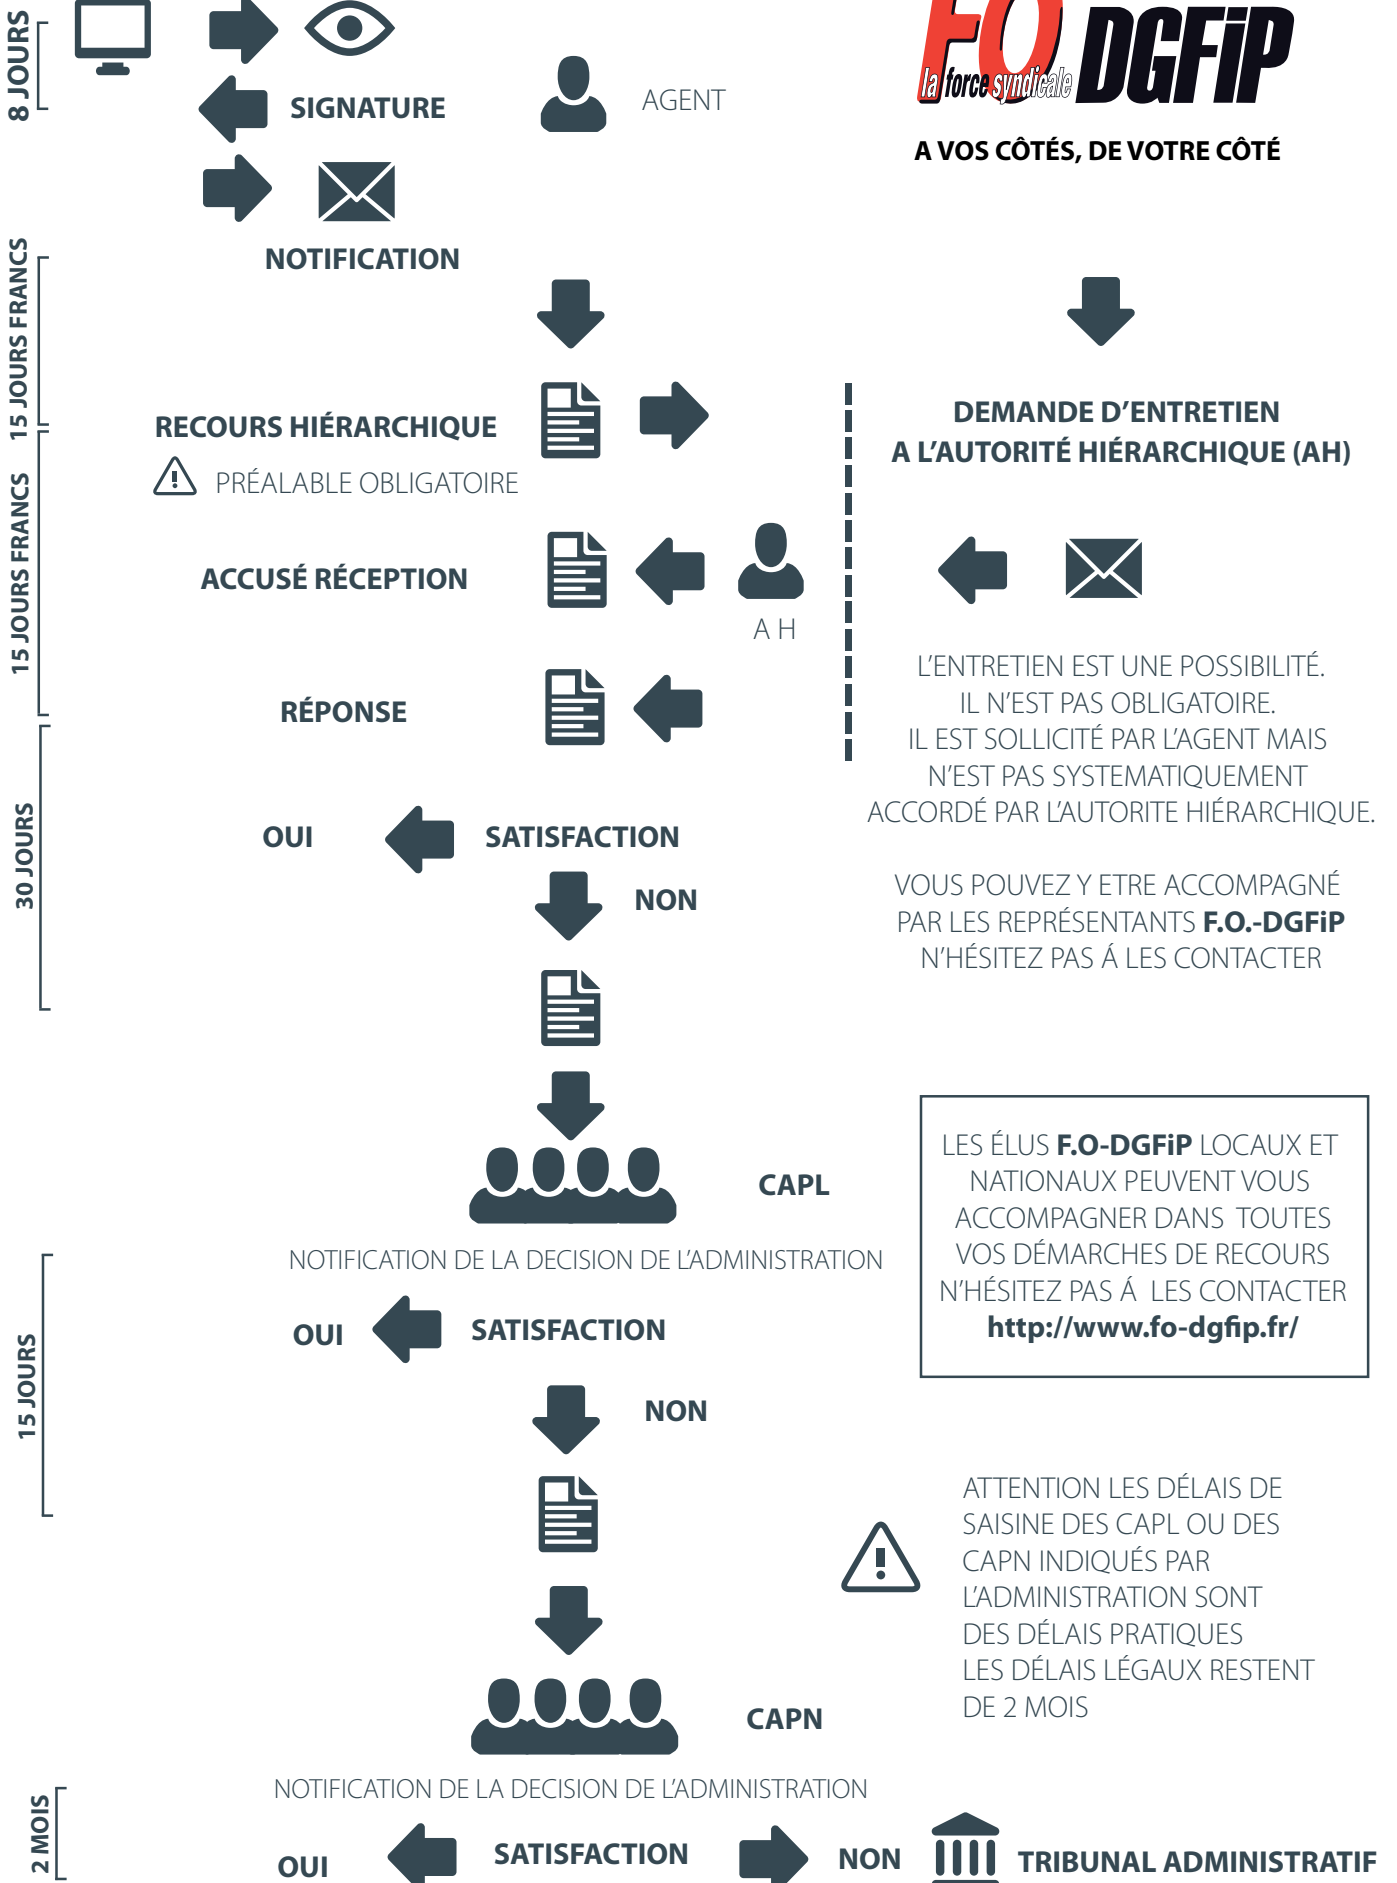 8 JOURS
SIGNATURE
AGENT
FO
la force syndicale
DGFiP
A VOS CÔTÉS, DE VOTRE CÔTÉ
NOTIFICATION
15 JOURS FRANCS
RECOURS HIÉRARCHIQUE
PRÉALABLE OBLIGATOIRE
DEMANDE D’ENTRETIEN
A L’AUTORITÉ HIÉRARCHIQUE (AH)
15 JOURS FRANCS
ACCUSÉ RÉCEPTION
A H
RÉPONSE
L’ENTRETIEN EST UNE POSSIBILITÉ.
IL N’EST PAS OBLIGATOIRE.
IL EST SOLLICITÉ PAR L’AGENT MAIS
N’EST PAS SYSTEMATIQUEMENT
ACCORDÉ PAR L’AUTORITE HIÉRARCHIQUE.
VOUS POUVEZ Y ETRE ACCOMPAGNÉ
PAR LES REPRÉSENTANTS F.O.-DGFiP
N’HÉSITEZ PAS Á LES CONTACTER
30 JOURS
OUI
SATISFACTION
NON
CAPL
LES ÉLUS F.O-DGFiP LOCAUX ET
NATIONAUX PEUVENT VOUS
ACCOMPAGNER DANS TOUTES
VOS DÉMARCHES DE RECOURS
N’HÉSITEZ PAS Á LES CONTACTER
http://www.fo-dgfip.fr/
NOTIFICATION DE LA DECISION DE L’ADMINISTRATION
15 JOURS
OUI
SATISFACTION
NON
ATTENTION LES DÉLAIS DE
SAISINE DES CAPL OU DES
CAPN INDIQUÉS PAR
L’ADMINISTRATION SONT
DES DÉLAIS PRATIQUES
LES DÉLAIS LÉGAUX RESTENT
DE 2 MOIS
CAPN
NOTIFICATION DE LA DECISION DE L’ADMINISTRATION
2 MOIS
OUI
SATISFACTION
NON
TRIBUNAL ADMINISTRATIF